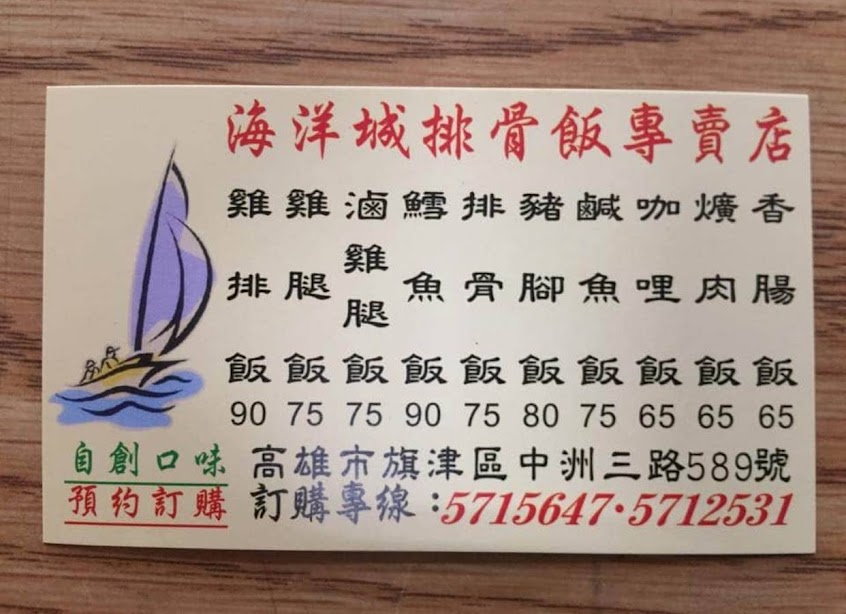 海洋城排骨飯專賣店
雞排飯 90
雞腿飯 75
滷雞腿飯 75
鱈魚飯 90
排骨飯 75
豬腳飯 80
鹹魚飯 75
咖哩飯 65
爌肉飯 65
香腸飯 65
自創口味
預約訂購
高雄市旗津區中洲三路589號
訂購專線:5715647·5712531